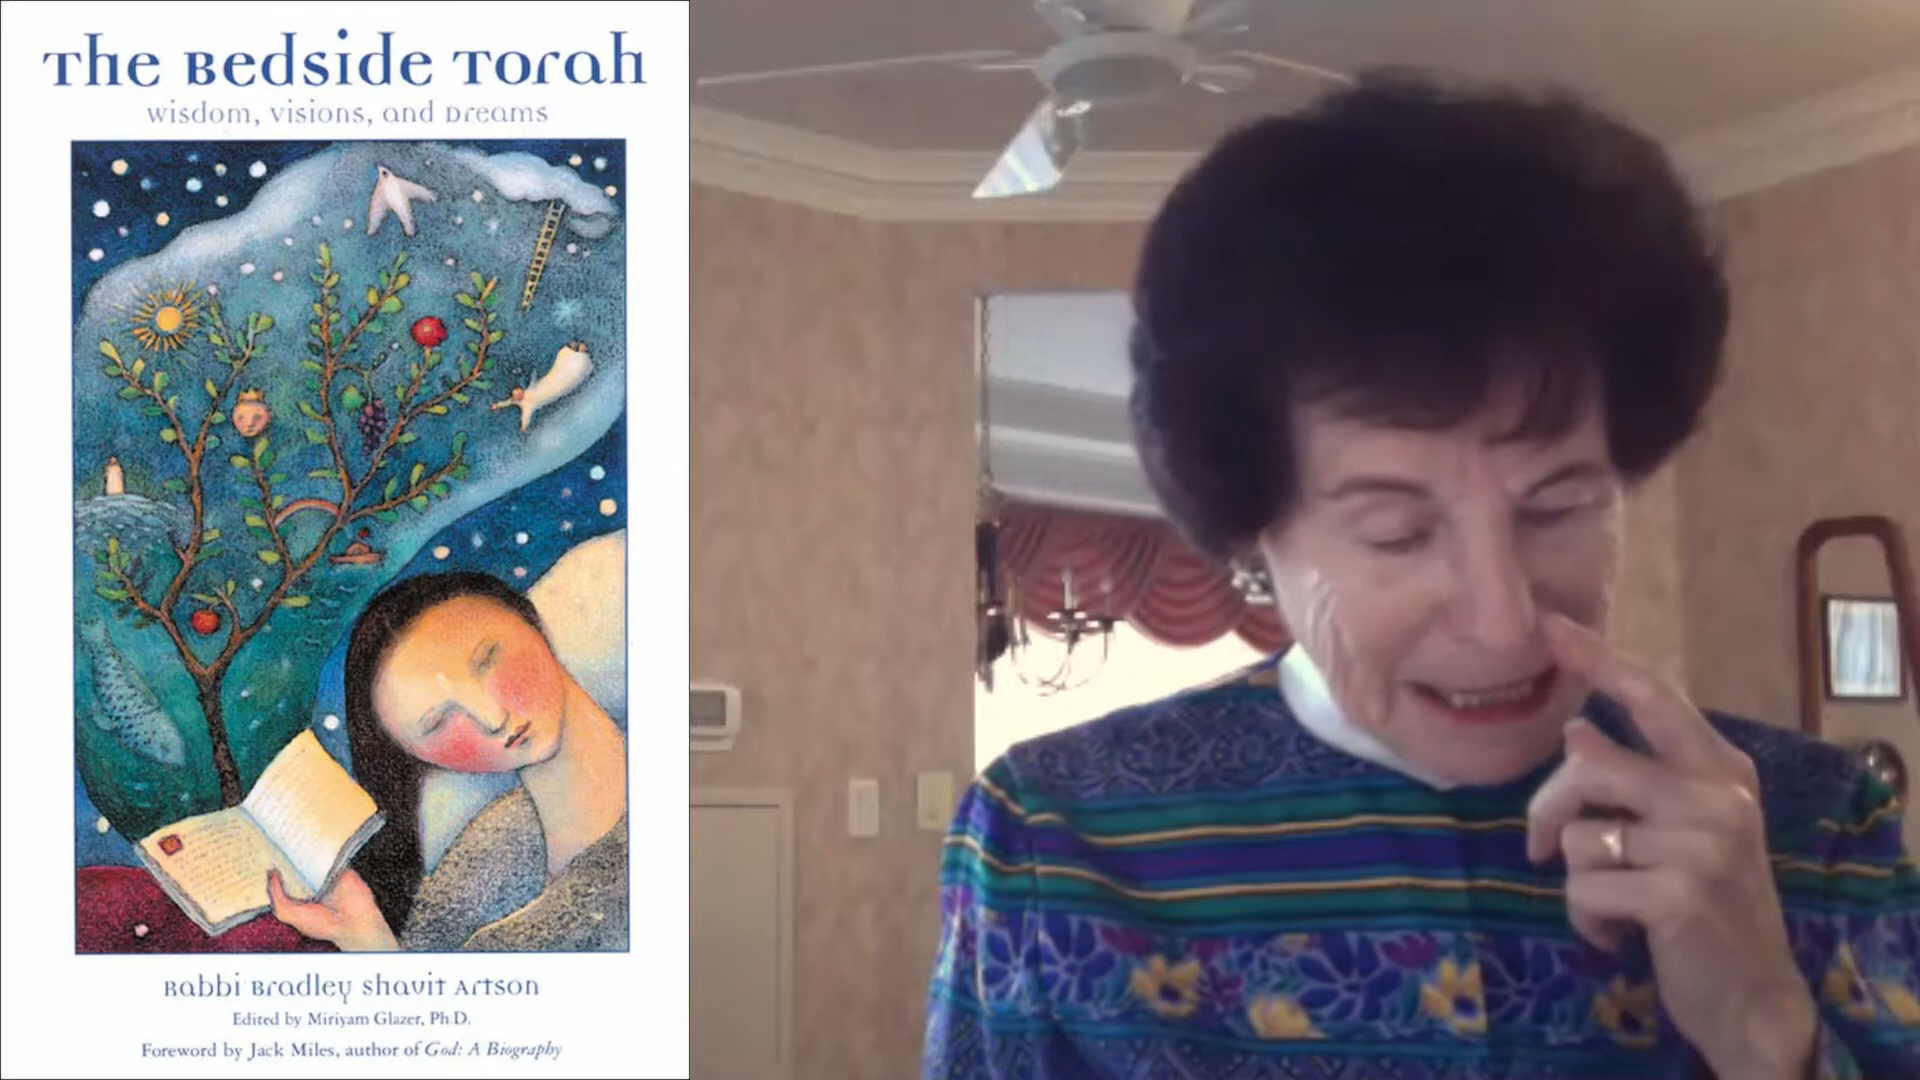 The Bedside Torah
wisdom, visions, and Dreams
Rabbi Bradley Shavit Artson
Edited by Miriyam Glazer, Ph.D.
Foreword by Jack Miles, author of God: A Biography